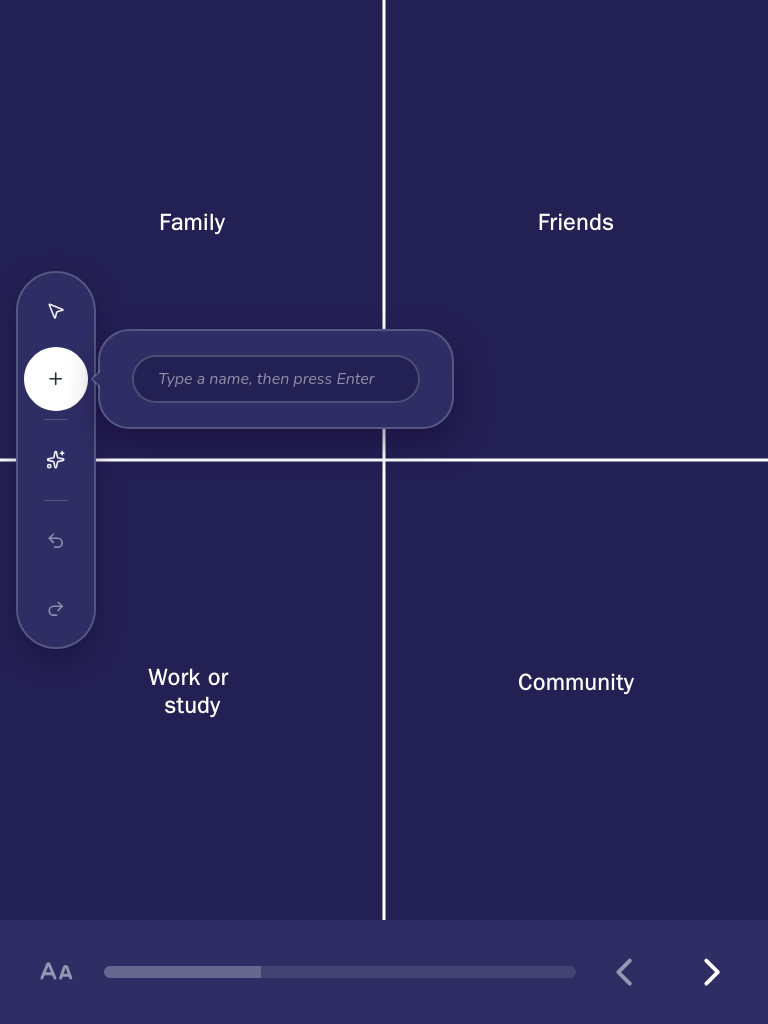 Family
Friends
Type a name, then press Enter
Work or
study
Community
AA